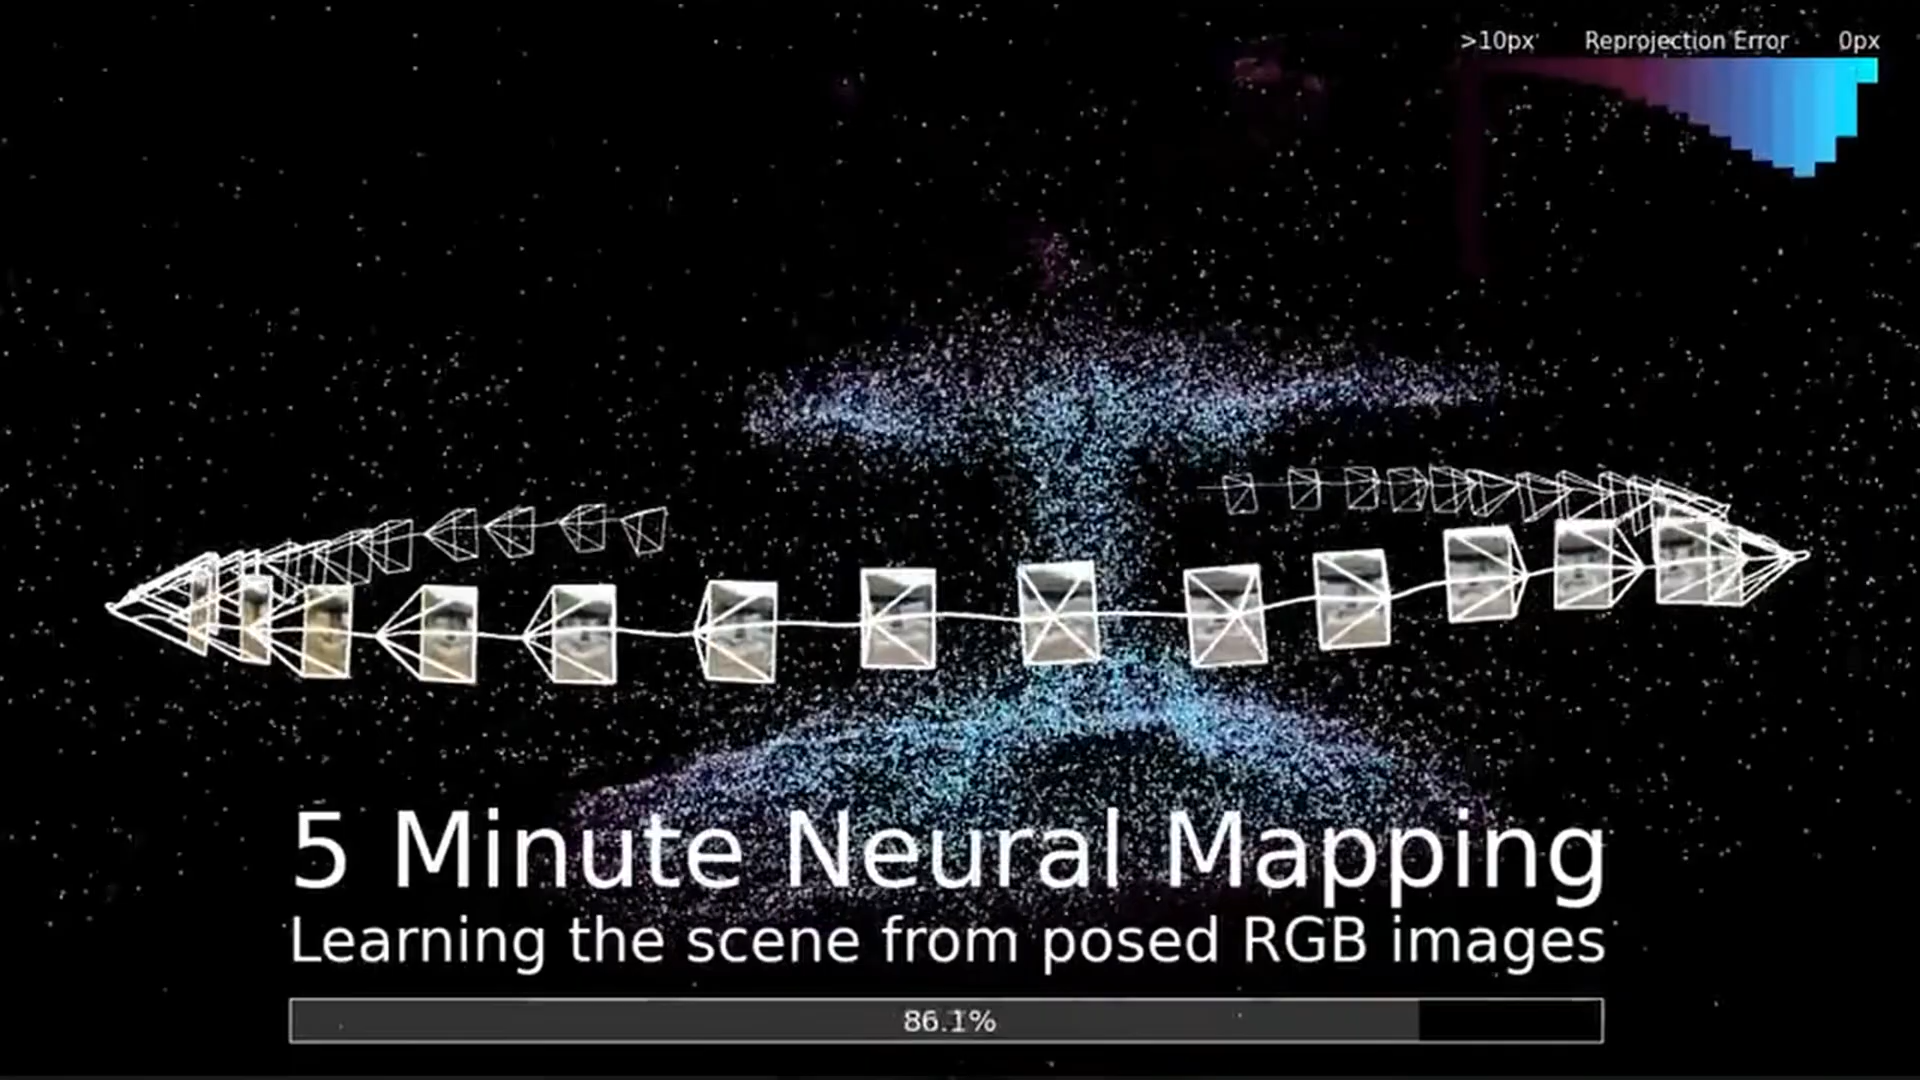 >10px Reprojection Error 0px
5 Minute Neural Mapping
Learning the scene from posed RGB images
86.1%